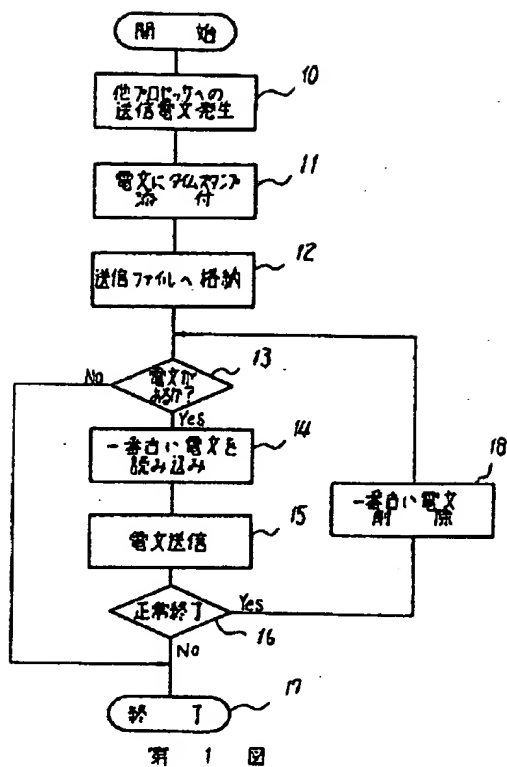 開 始
他プロセッサへの
送信電文発生
10
電文にタイムスタンプ
添 付
11
送信ファイルへ格納
12
電文が
あるか?
13
No
Yes
一番古い電文を
読み込み
14
電文送信
15
正常終了
16
Yes
No
一番古い電文
削 除
18
終 了
17
第 1 図